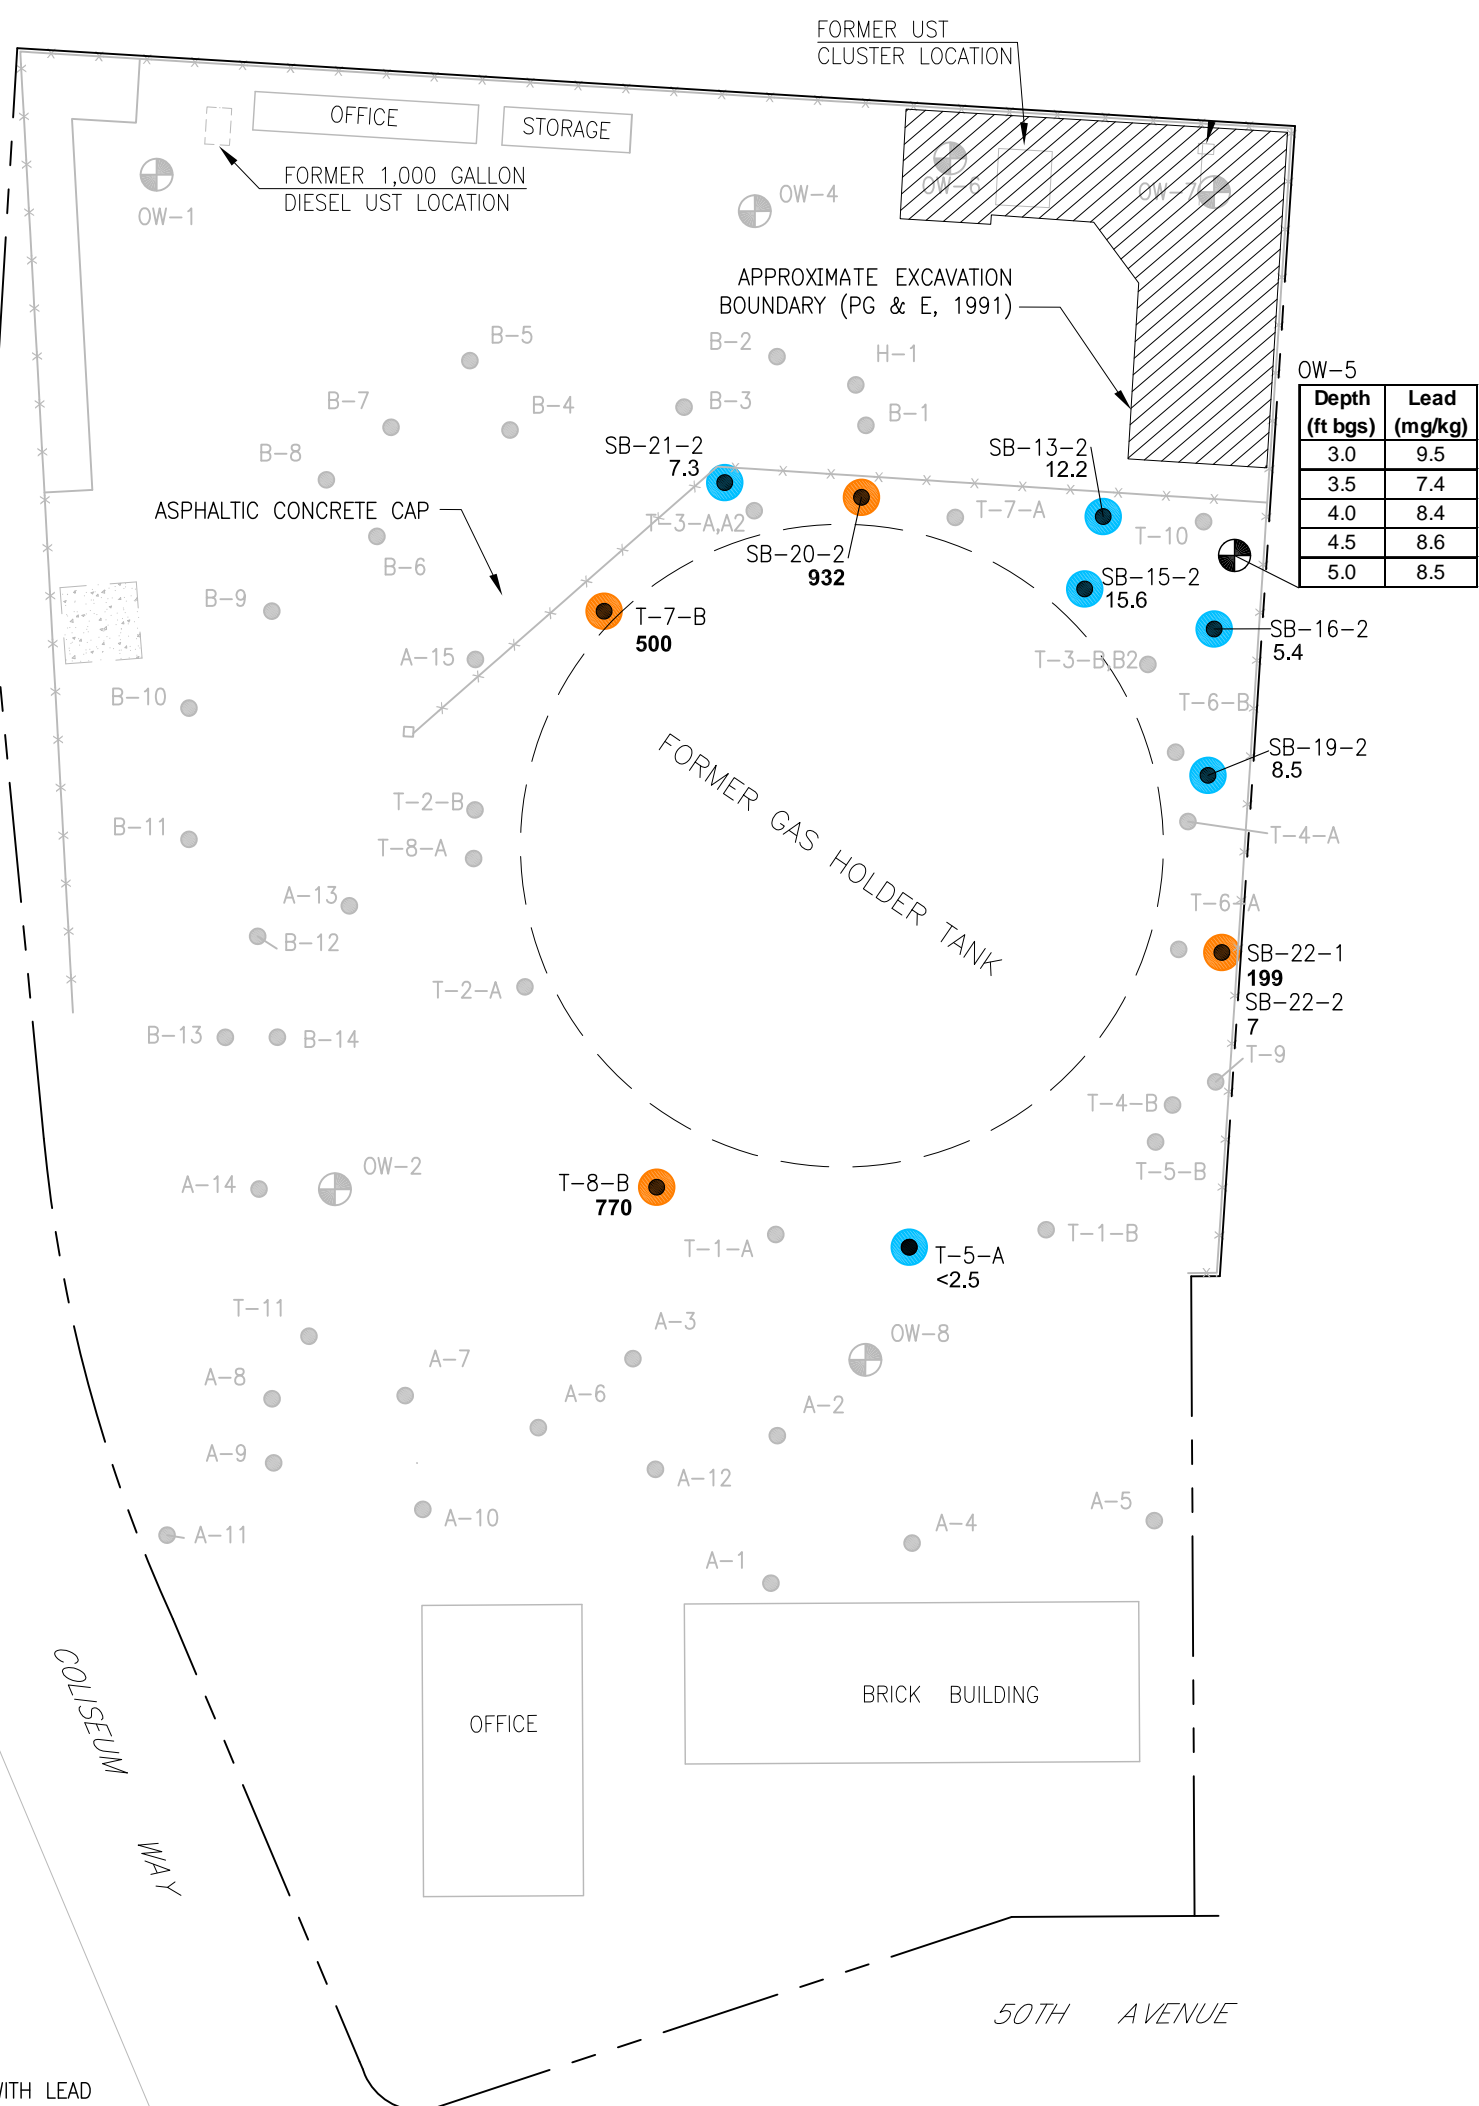 FORMER UST
CLUSTER LOCATION
OFFICE
STORAGE
FORMER 1,000 GALLON
DIESEL UST LOCATION
OW-1
OW-4
OW-6
OW-7
APPROXIMATE EXCAVATION
BOUNDARY (PG & E, 1991)
B-5
B-2
H-1
B-7
B-4
B-3
B-1
OW-5
Depth (ft bgs) Lead (mg/kg)
3.0 9.5
3.5 7.4
4.0 8.4
4.5 8.6
5.0 8.5
B-8
SB-21-2
7.3
SB-13-2
12.2
ASPHALTIC CONCRETE CAP
T-3-A,A2
T-7-A
T-10
B-6
SB-20-2
932
SB-15-2
15.6
B-9
T-7-B
500
SB-16-2
5.4
A-15
T-3-B,B2
B-10
T-6-B
SB-19-2
8.5
FORMER GAS HOLDER TANK
T-2-B
B-11
T-8-A
T-4-A
A-13
T-6-A
B-12
SB-22-1
199
SB-22-2
7
T-2-A
B-13
B-14
T-9
T-4-B
T-5-B
A-14
OW-2
T-8-B
770
T-1-A
T-1-B
T-5-A
<2.5
T-11
A-3
OW-8
A-7
A-8
A-6
A-2
A-9
A-12
A-10
A-5
A-11
A-4
A-1
COLISEUM WAY
OFFICE
BRICK BUILDING
50TH AVENUE
WITH LEAD